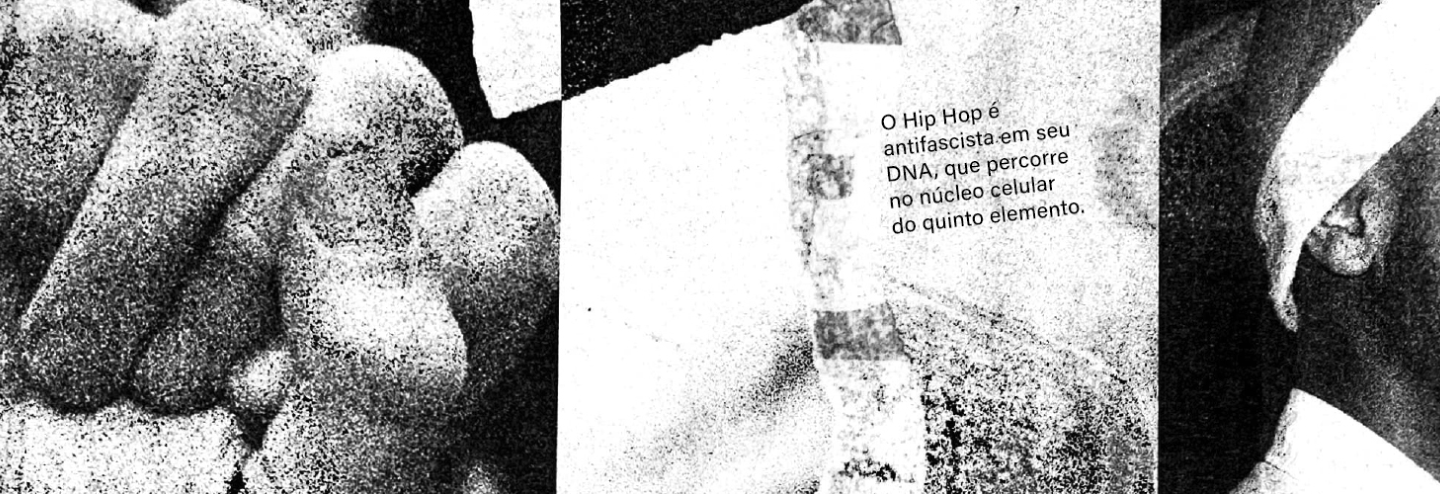 O Hip Hop é
antifascista em seu
DNA, que percorre
no núcleo celular
do quinto elemento.